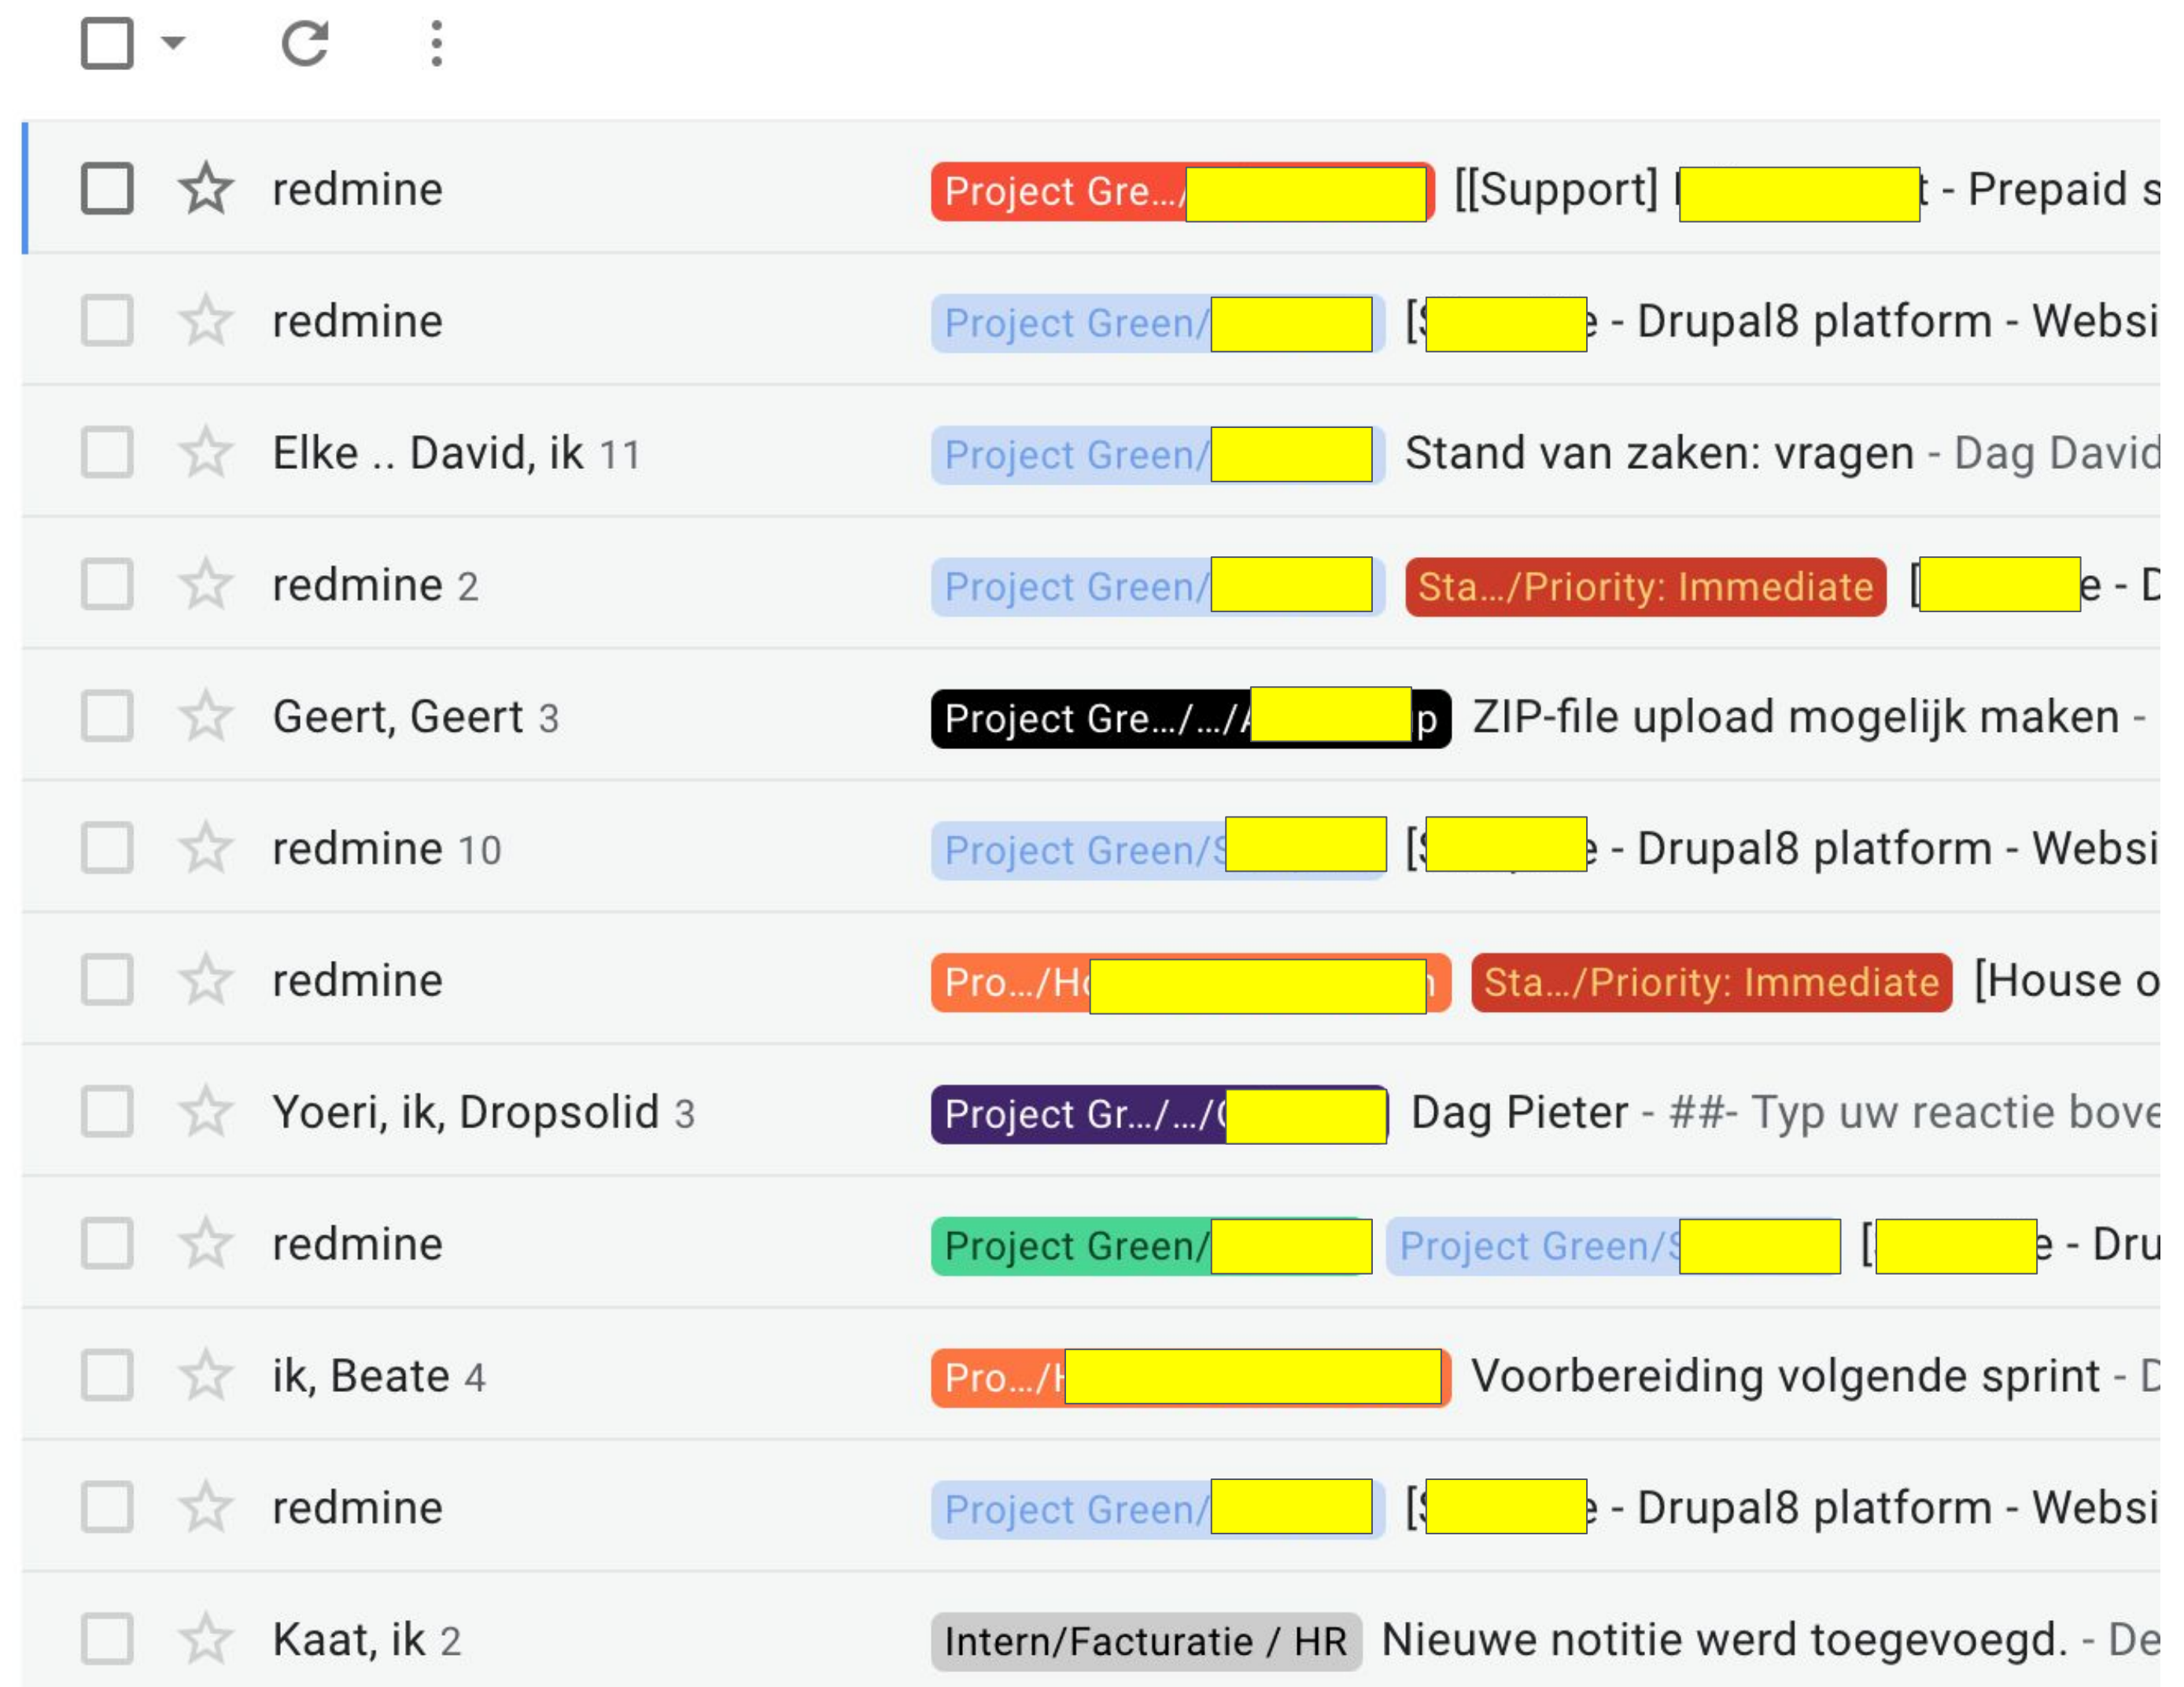 redmine Project Gre.../ [[Support] - Prepaid
redmine Project Green/ - Drupal8 platform - Websi
Elke .. David, ik 11 Project Green/ Stand van zaken: vragen - Dag David
redmine 2 Project Green/ Sta.../Priority: Immediate
Geert, Geert 3 Project Gre.../.../ ZIP-file upload mogelijk maken -
redmine 10 Project Green/ - Drupal8 platform - Websi
redmine Pro.../ Sta.../Priority: Immediate [House o
Yoeri, ik, Dropsolid 3 Project Gr.../.../ Dag Pieter - ##- Typ uw reactie bove
redmine Project Green/ Project Green/ - Dru
ik, Beate 4 Pro.../ Voorbereiding volgende sprint -
redmine Project Green/ - Drupal8 platform - Websi
Kaat, ik 2 Intern/Facturatie / HR Nieuwe notitie werd toegevoegd. - De